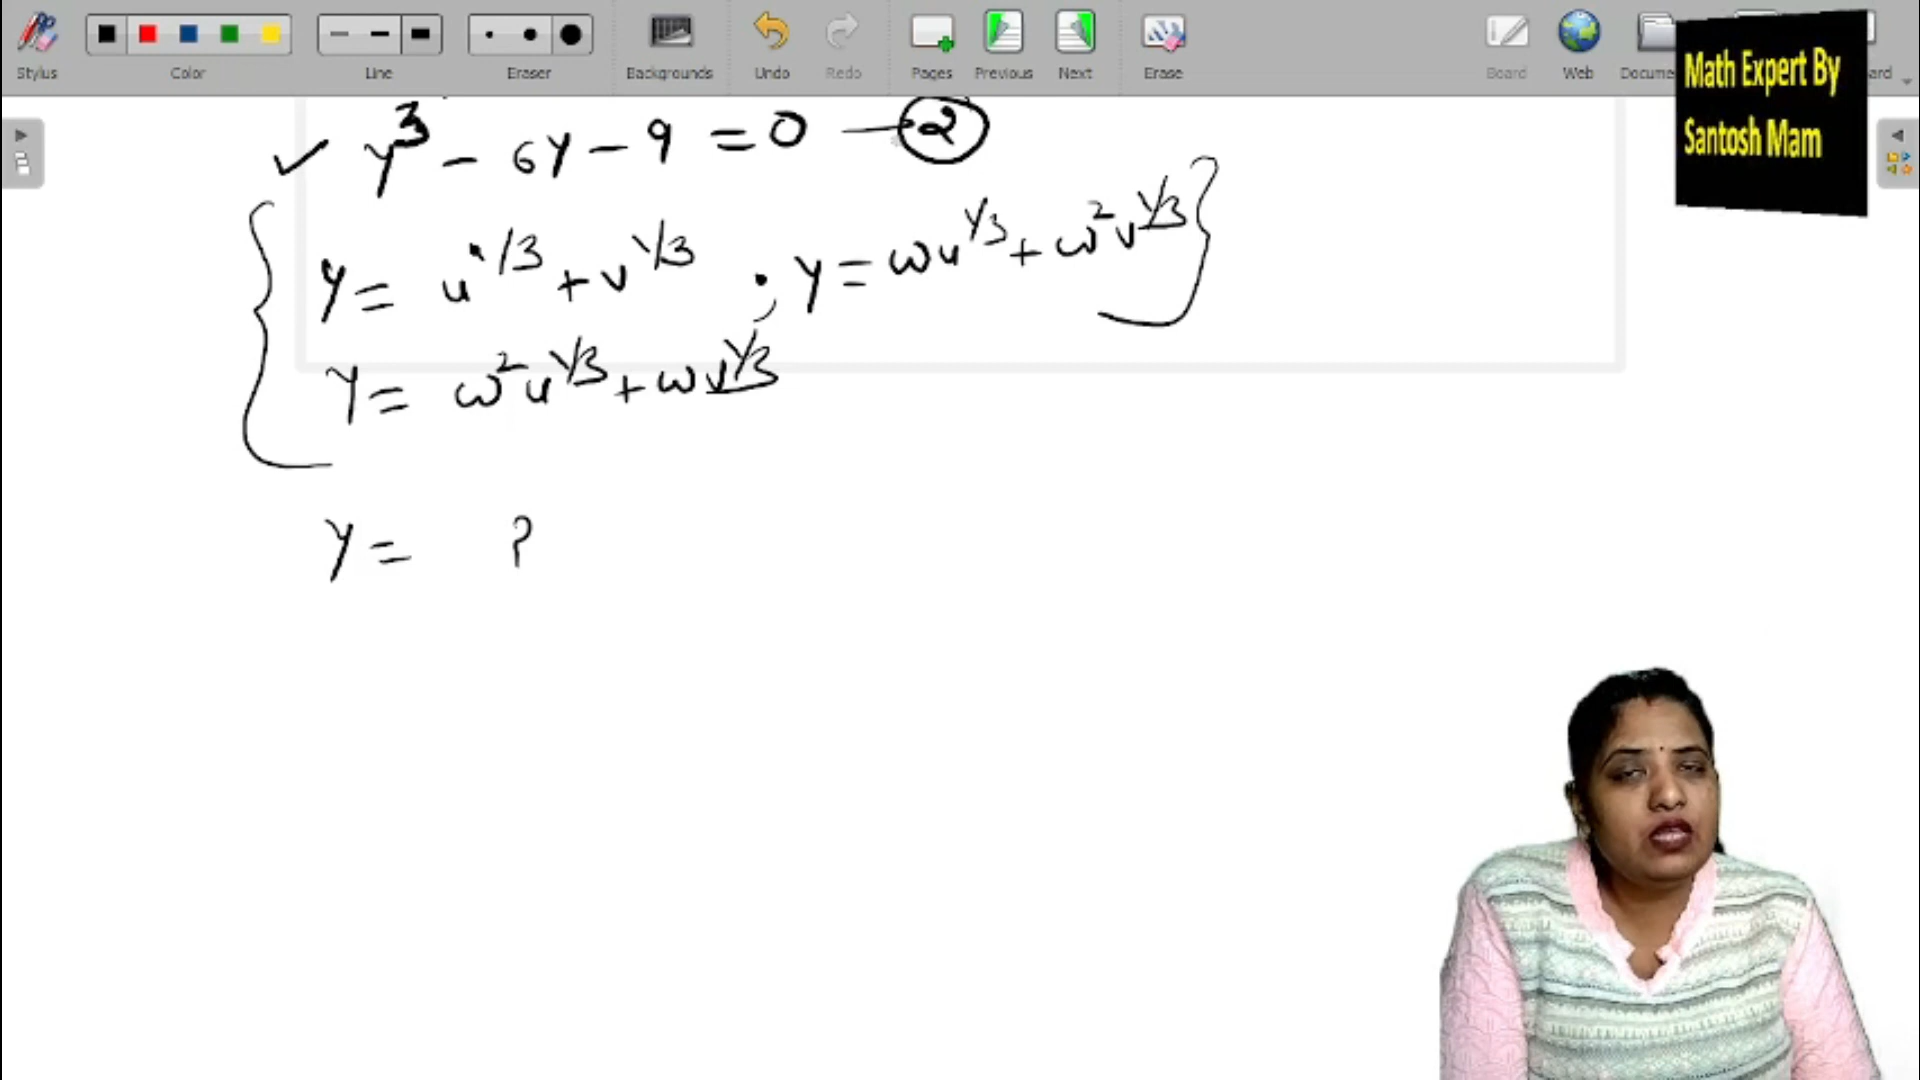 Stylus Color Line Eraser Backgrounds Undo Redo Pages Previous Next Erase Board Web
Math Expert By
Santosh Mam
✓ y³ - 6y - 9 = 0 — ②
y = u^1/3 + v^1/3 ; y = ωu^1/3 + ω²v^1/3
y = ω²u^1/3 + ωv^1/3
y = ?